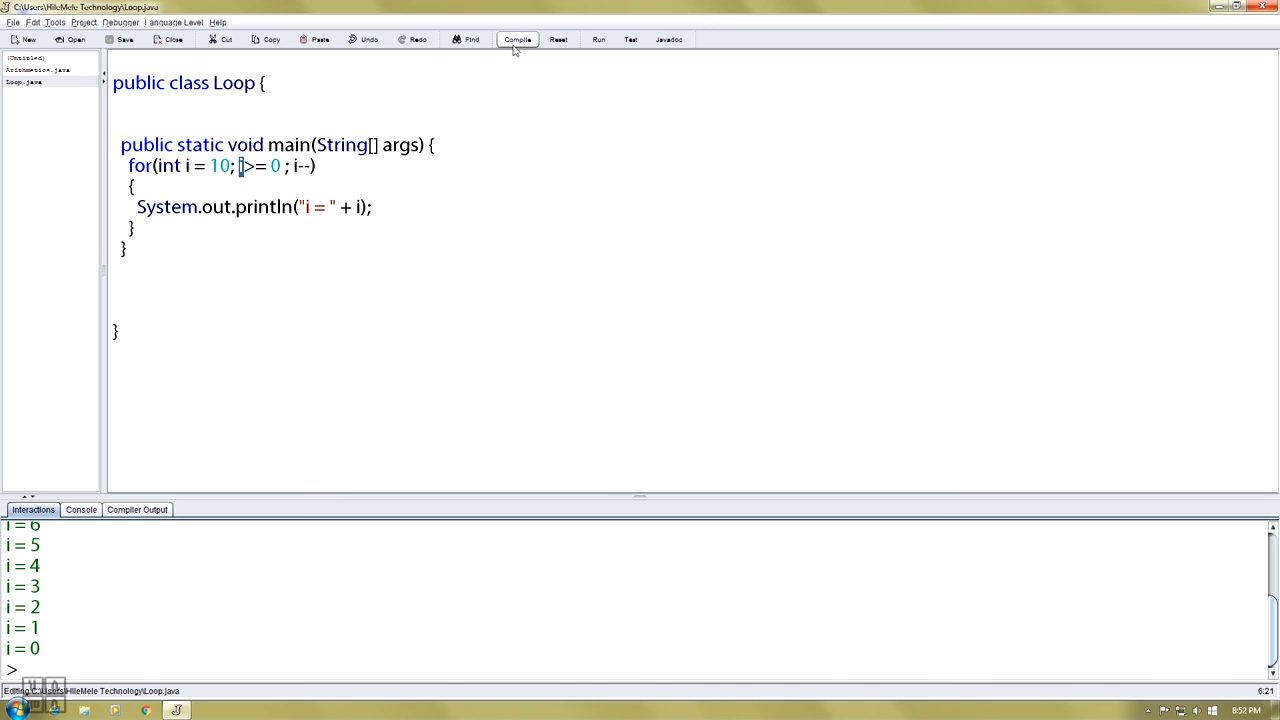 C:\Users\HileMele Technology\Loop.java
File Edit Tools Project Debugger Language Level Help
New Open Save Close Cut Copy Paste Undo Redo Find Compile Reset Run Test Javadoc
(Untitled)
Arithmetics.java
Loop.java
public class Loop {
public static void main(String[] args) {
for(int i = 10; i>= 0 ; i--)
{
System.out.println("i = " + i);
}
}
}
Interactions Console Compiler Output
i = 6
i = 5
i = 4
i = 3
i = 2
i = 1
i = 0
>
Editing C:\Users\HileMele Technology\Loop.java 6:21
8:52 PM